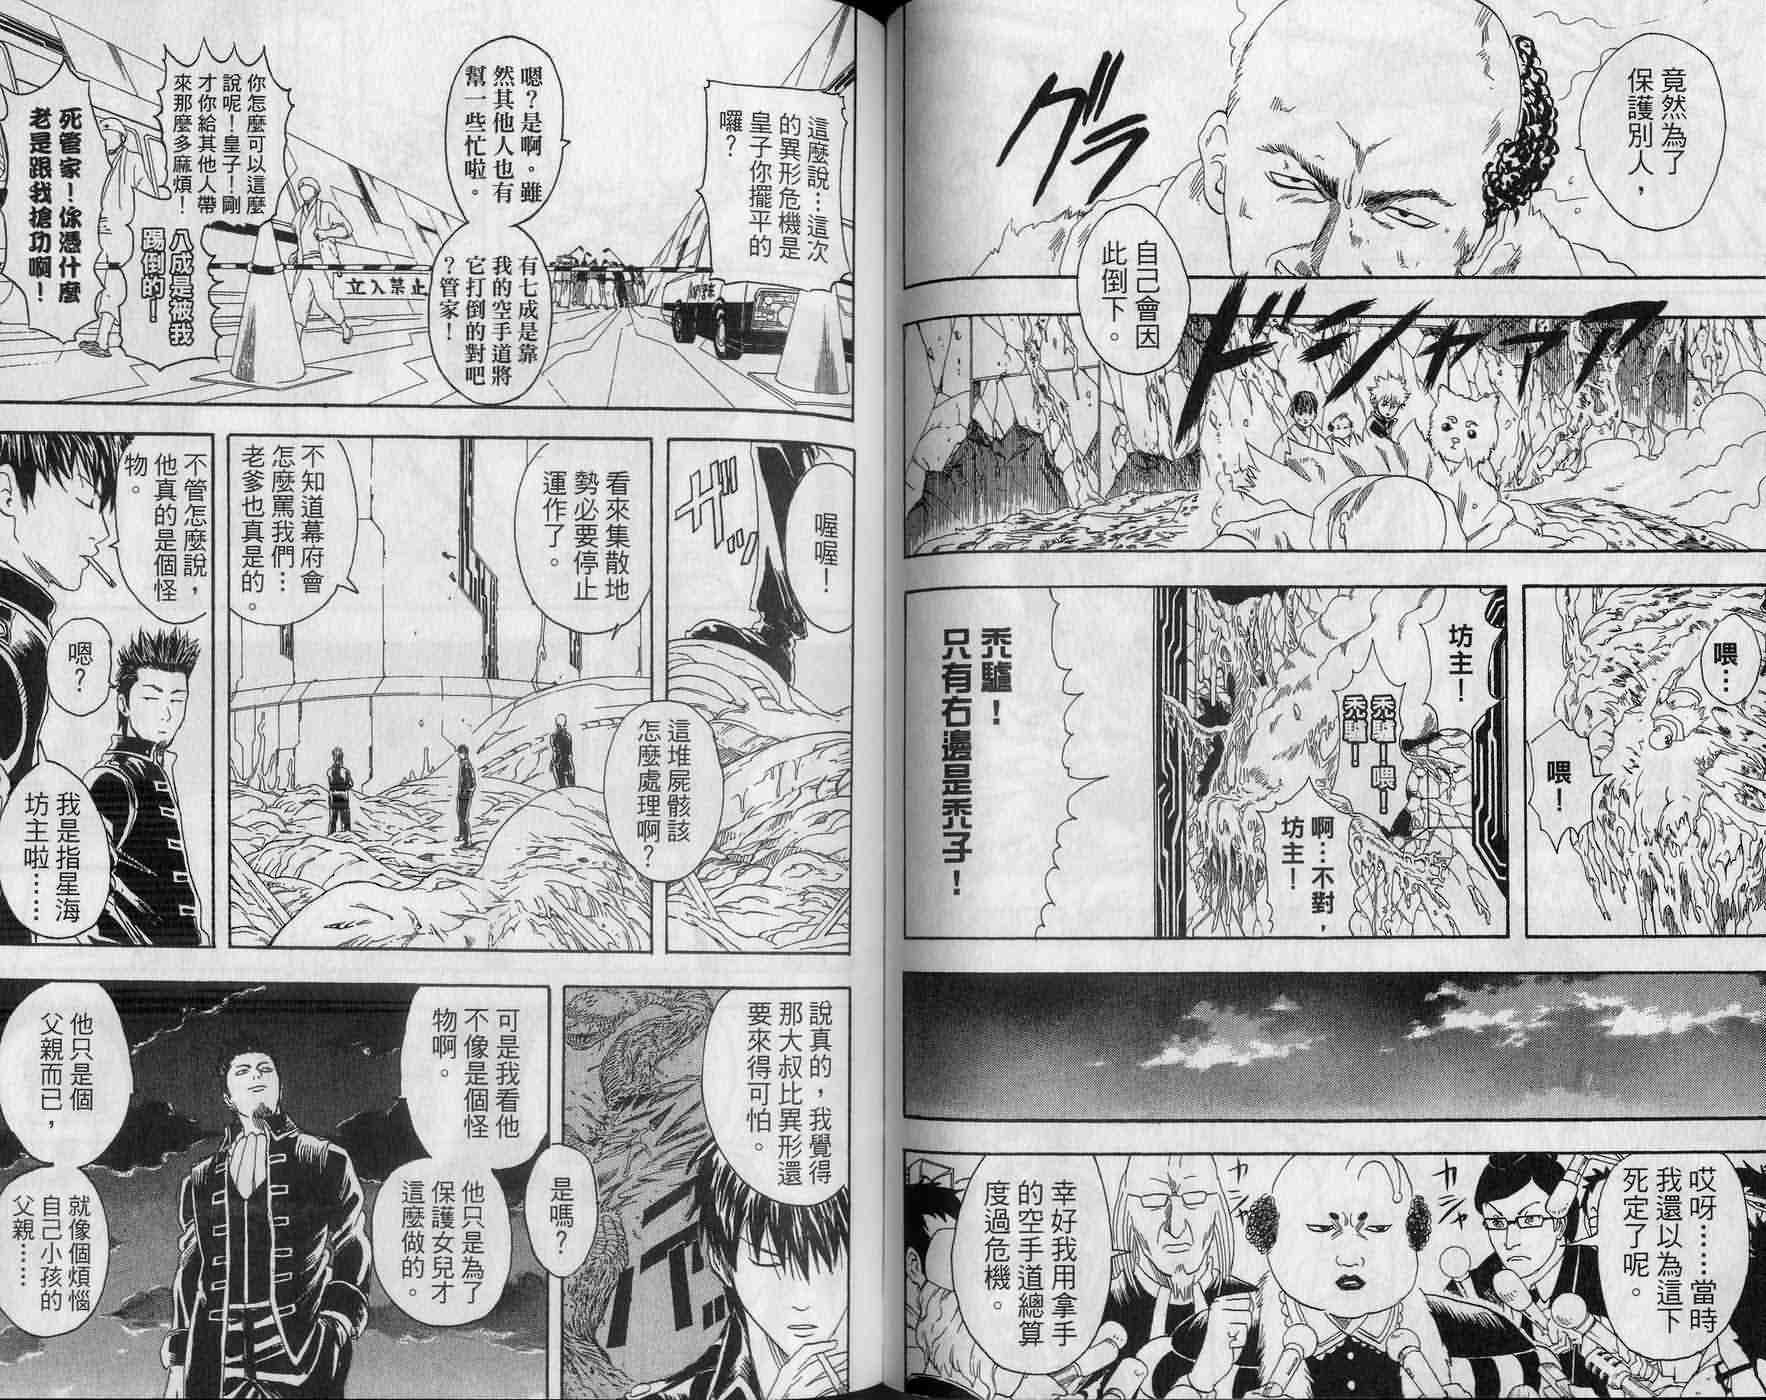 竟然為了
保護別人，
グラ
自己會因
此倒下。
ドシャァァァ
喂…
喂！
坊主！
禿驢！喂！
禿驢！
啊…不對，
坊主！
禿驢！
只有右邊是禿子！
哎呀……當時
我還以為這下
死定了呢。
カッ
カッ
幸好我用拿手
的空手道總算
度過危機。
這麼說…這次
的異形危機是
皇子你擺平的
囉？
嗯？是啊。雖
然其他人也有
幫一些忙啦。
有七成是靠
我的空手道將
它打倒的對吧
？管家！
立入禁止
你怎麼可以這麼
說呢！皇子！剛
才你給其他人帶
來那麼多麻煩！
八成是被我
踢倒的！
死管家！你憑什麼
老是跟我搶功啊！
喔喔！
ザッ
看來集散地
勢必要停止
運作了。
這堆屍骸該
怎麼處理啊？
不知道幕府會
怎麼罵我們…
老爹也真是的。
不管怎麼說，
他真的是個怪
物。
嗯？
我是指星海
坊主啦……
說真的，我覺得
那大叔比異形還
要來得可怕。
是嗎？
可是我看他
不像是個怪
物啊。
他只是為了
保護女兒才
這麼做的。
他只是個
父親而已，
就像個煩惱
自己小孩的
父親……